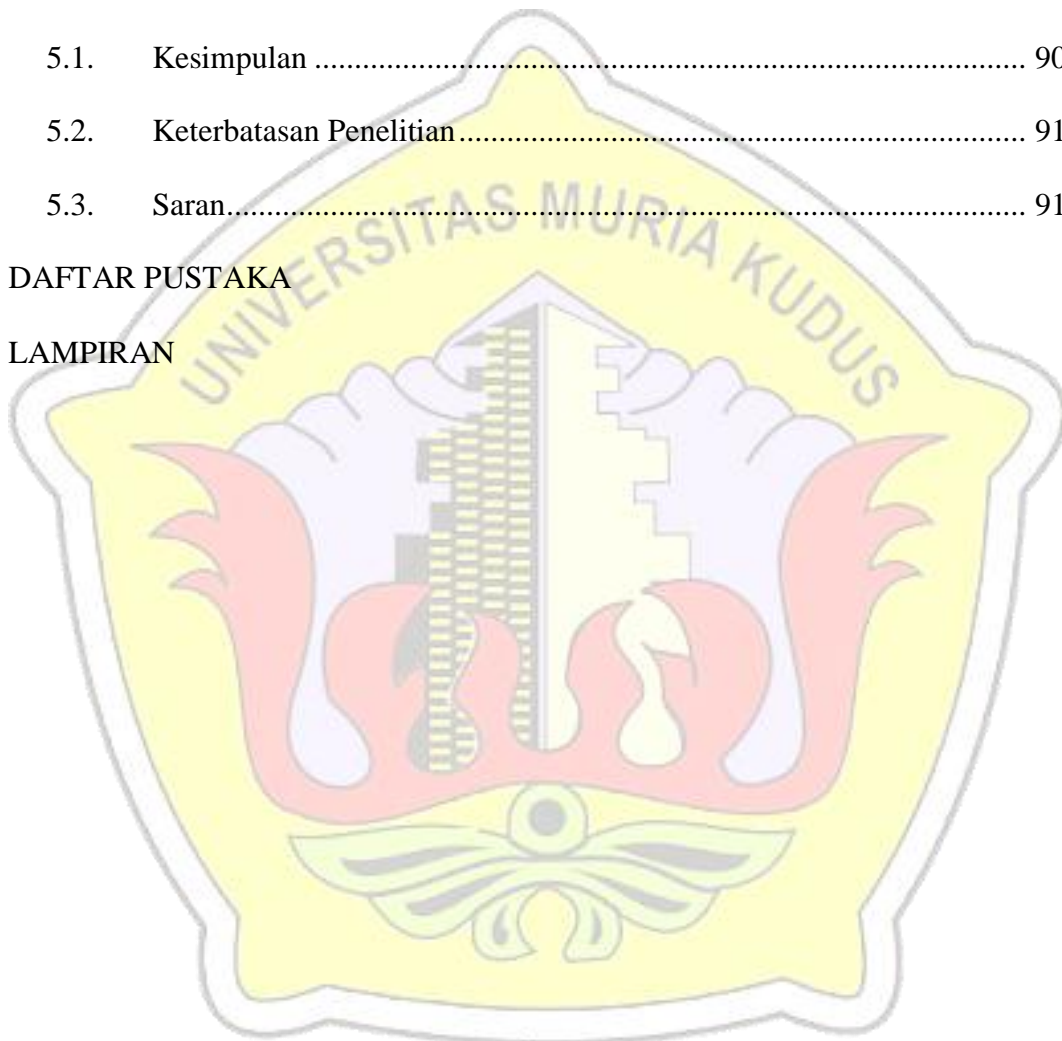 5.1. Kesimpulan ........................................................................................... 90
5.2. Keterbatasan Penelitian ........................................................................ 91
5.3. Saran...................................................................................................... 91
DAFTAR PUSTAKA
LAMPIRAN
UNIVERSITAS MURIA KUDUS